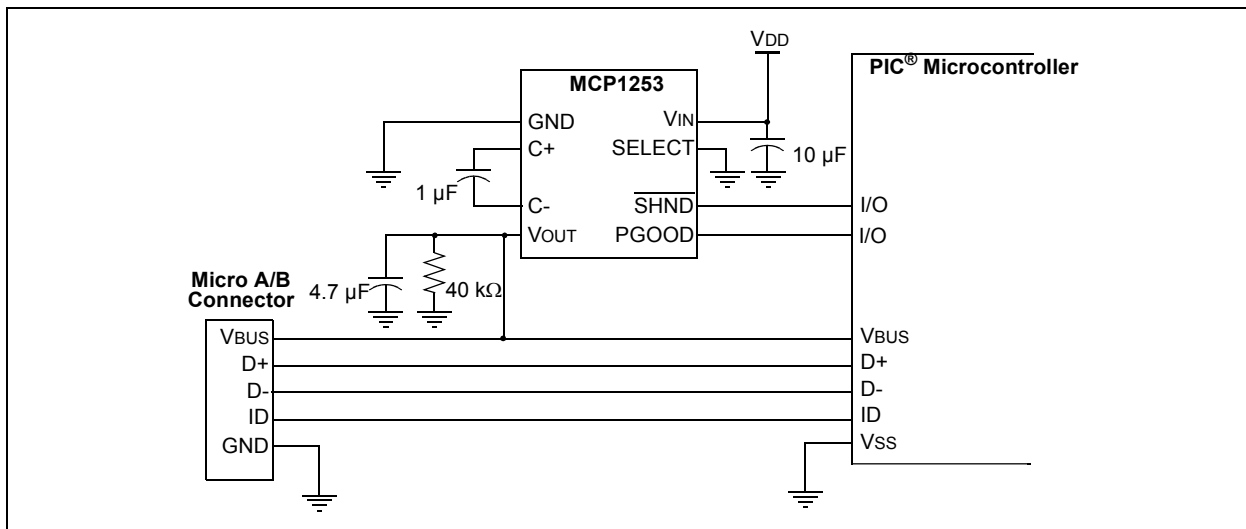 VDD
PIC® Microcontroller
MCP1253
GND
VIN
C+
SELECT
10 µF
1 µF
C-
SHND
I/O
VOUT
PGOOD
I/O
Micro A/B
Connector
4.7 µF
40 kΩ
VBUS
VBUS
D+
D+
D-
D-
ID
ID
GND
VSS